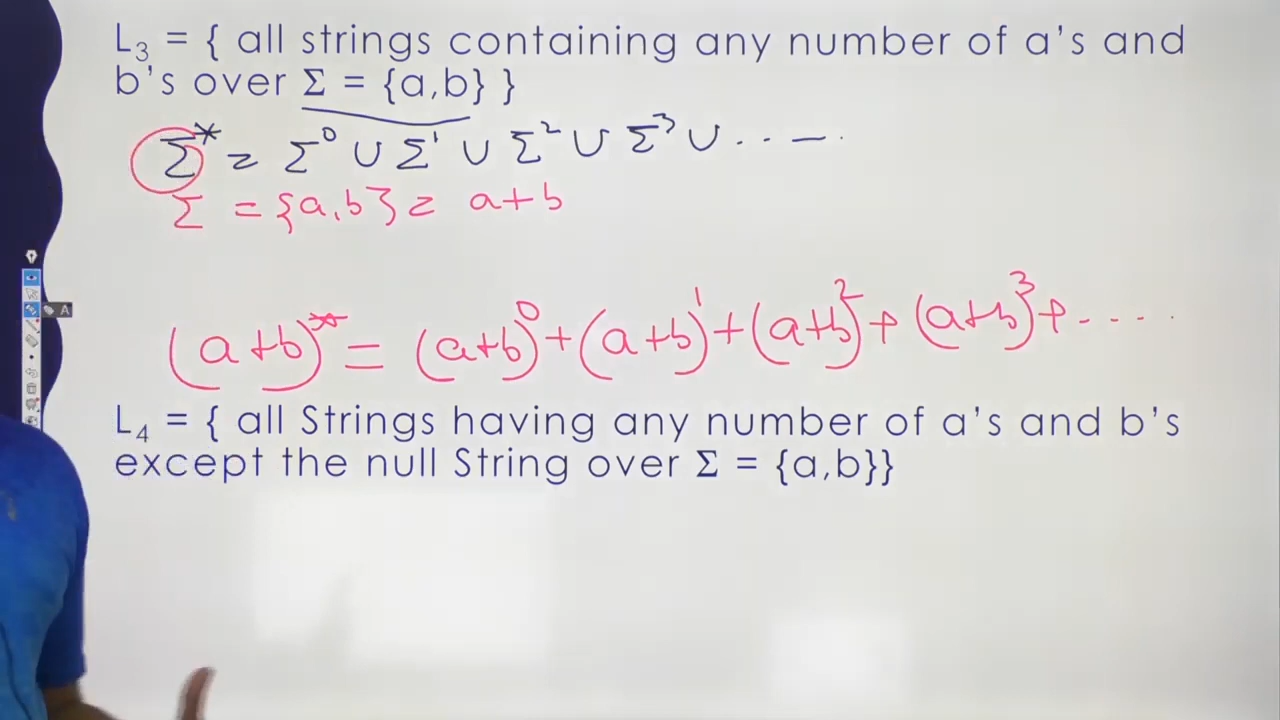 L₃ = { all strings containing any number of a's and
b's over Σ = {a,b} }
Σ* = Σ⁰ ∪ Σ¹ ∪ Σ² ∪ Σ³ ∪ . . — .
Σ = {a,b} = a+b
(a+b)* = (a+b)⁰ + (a+b)¹ + (a+b)² + (a+b)³ + - . . . .
A
L₄ = { all Strings having any number of a's and b's
except the null String over Σ = {a,b}}